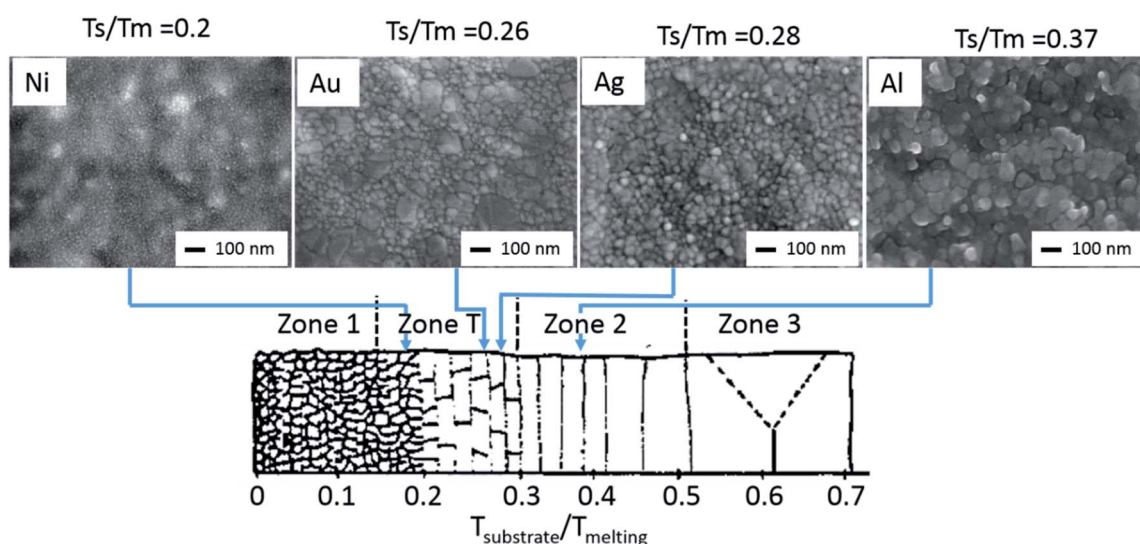 Ts/Tm =0.2
Ts/Tm =0.26
Ts/Tm =0.28
Ts/Tm =0.37
Ni
Au
Ag
Al
100 nm
100 nm
100 nm
100 nm
Zone 1
Zone T
Zone 2
Zone 3
0 0.1 0.2 0.3 0.4 0.5 0.6 0.7
Tsubstrate/Tmelting